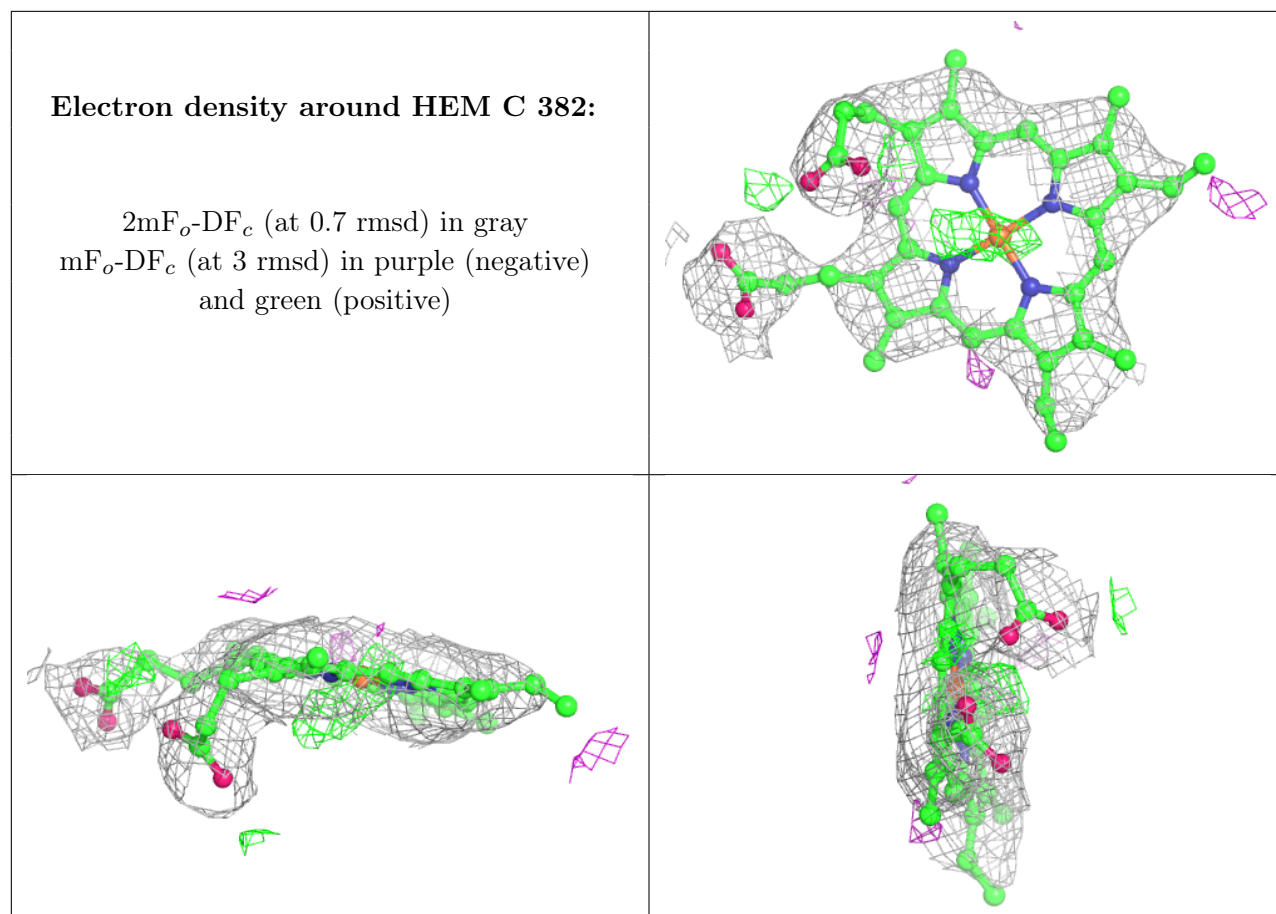 Electron density around HEM C 382:
2mFₒ-DF𝒸 (at 0.7 rmsd) in gray
mFₒ-DF𝒸 (at 3 rmsd) in purple (negative)
and green (positive)